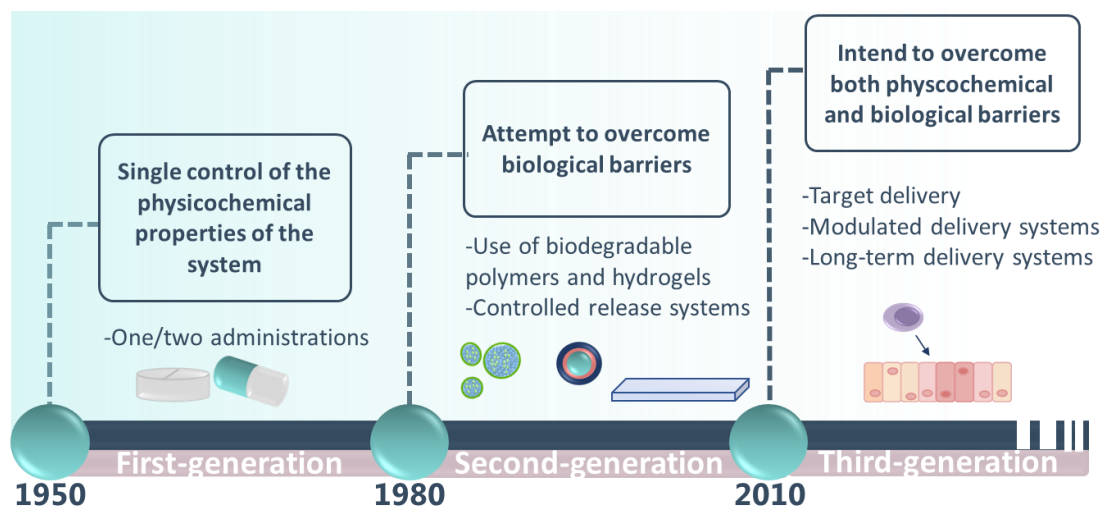 Single control of the
physicochemical
properties of the
system
-One/two administrations
Attempt to overcome
biological barriers
-Use of biodegradable
polymers and hydrogels
-Controlled release systems
Intend to overcome
both physcochemical
and biological barriers
-Target delivery
-Modulated delivery systems
-Long-term delivery systems
First-generation
Second-generation
Third-generation
1950
1980
2010